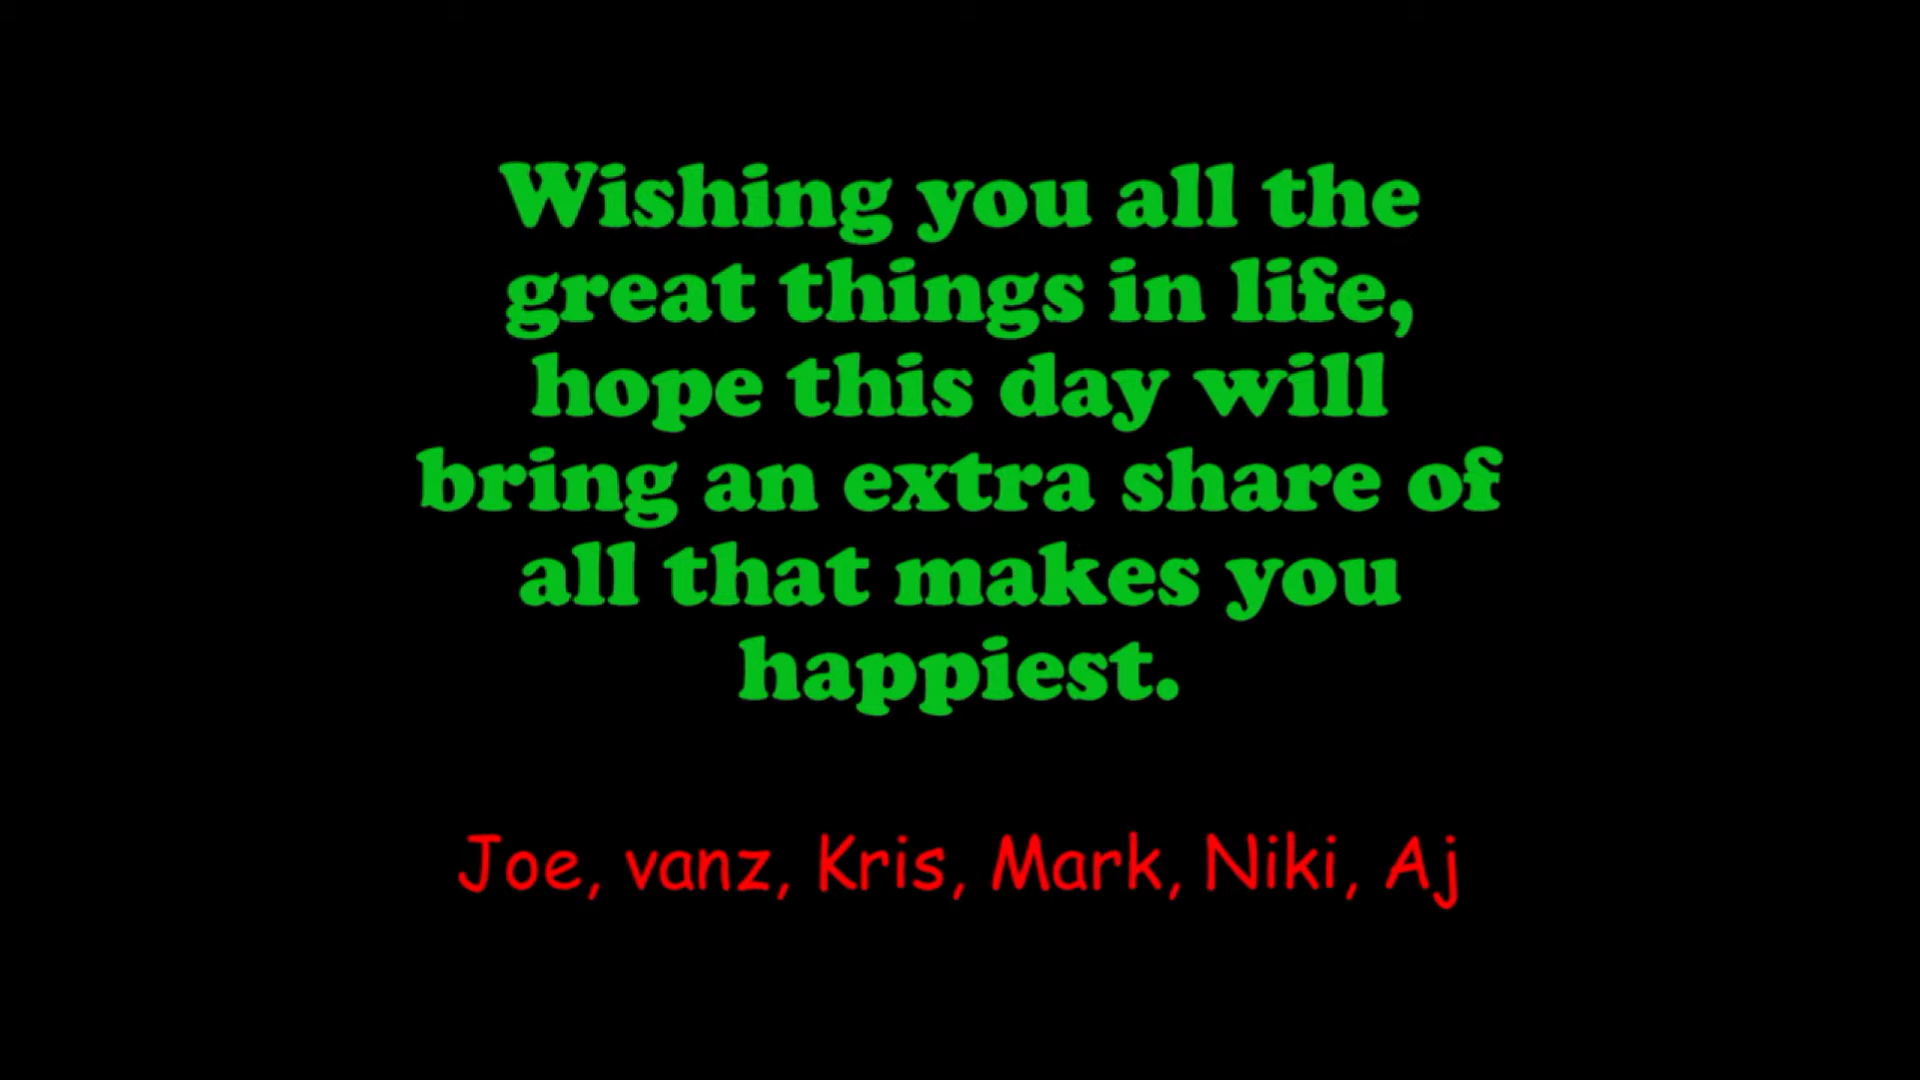 Wishing you all the
great things in life,
hope this day will
bring an extra share of
all that makes you
happiest.
Joe, vanz, Kris, Mark, Niki, Aj